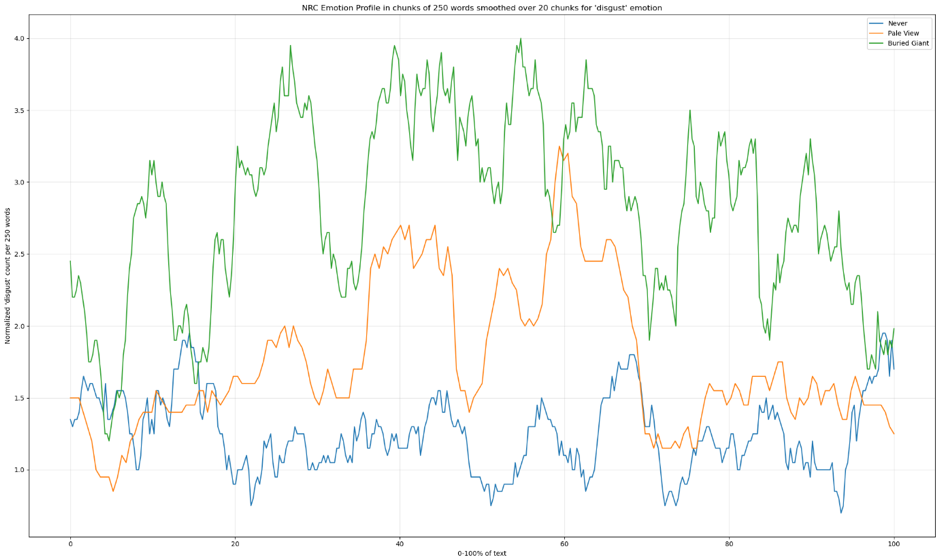 NRC Emotion Profile in chunks of 250 words smoothed over 20 chunks for 'disgust' emotion
Never
Pale View
Buried Giant
4.0
3.5
3.0
2.5
2.0
1.5
1.0
Normalized 'disgust' count per 250 words
0
20
40
60
80
100
0-100% of text